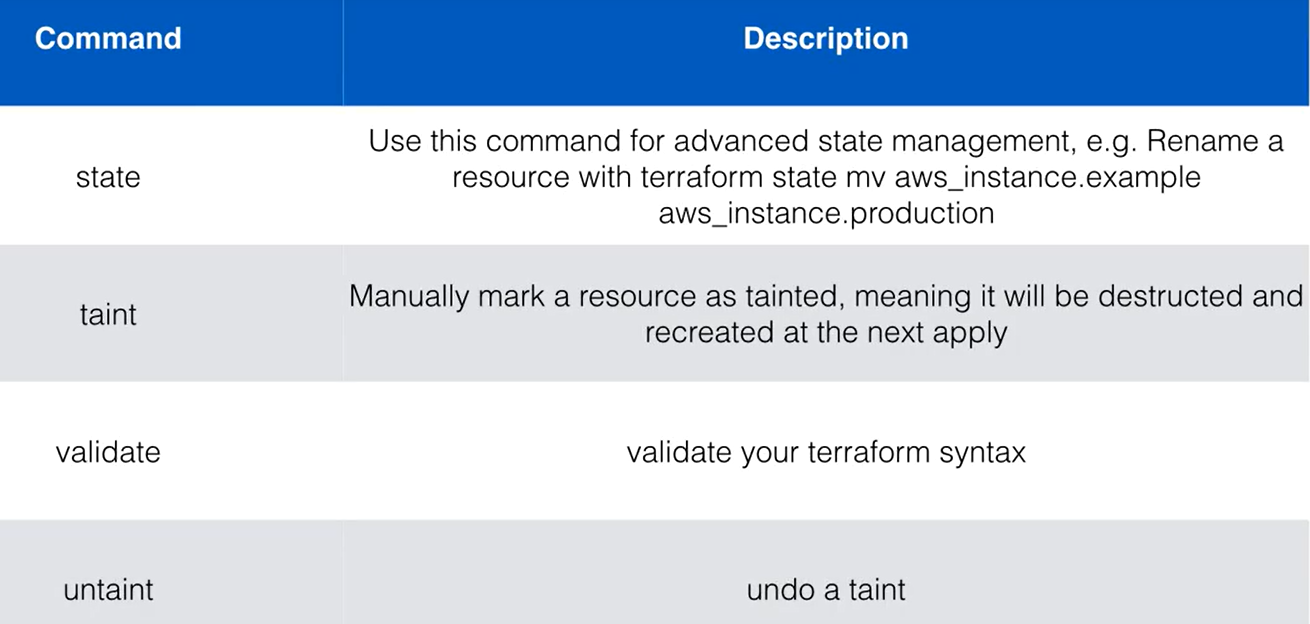 Command Description
state
Use this command for advanced state management, e.g. Rename a
resource with terraform state mv aws_instance.example
aws_instance.production
taint
Manually mark a resource as tainted, meaning it will be destructed and
recreated at the next apply
validate validate your terraform syntax
untaint undo a taint